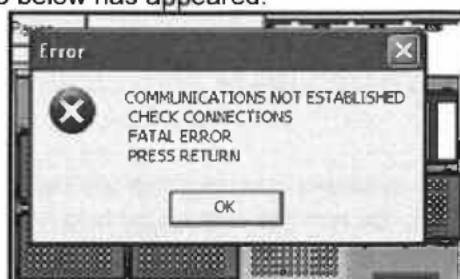 below has appeared:
Error
COMMUNICATIONS NOT ESTABLISHED
CHECK CONNECTIONS
FATAL ERROR
PRESS RETURN
OK